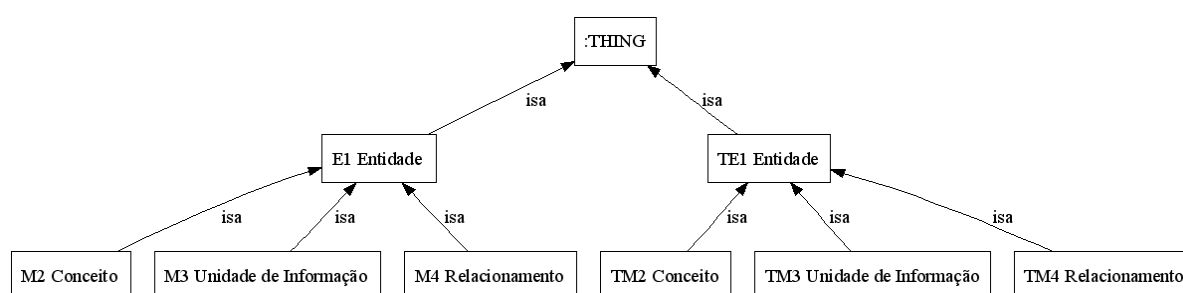 :THING
isa
isa
E1 Entidade
TE1 Entidade
isa
isa
isa
isa
isa
isa
M2 Conceito
M3 Unidade de Informação
M4 Relacionamento
TM2 Conceito
TM3 Unidade de Informação
TM4 Relacionamento